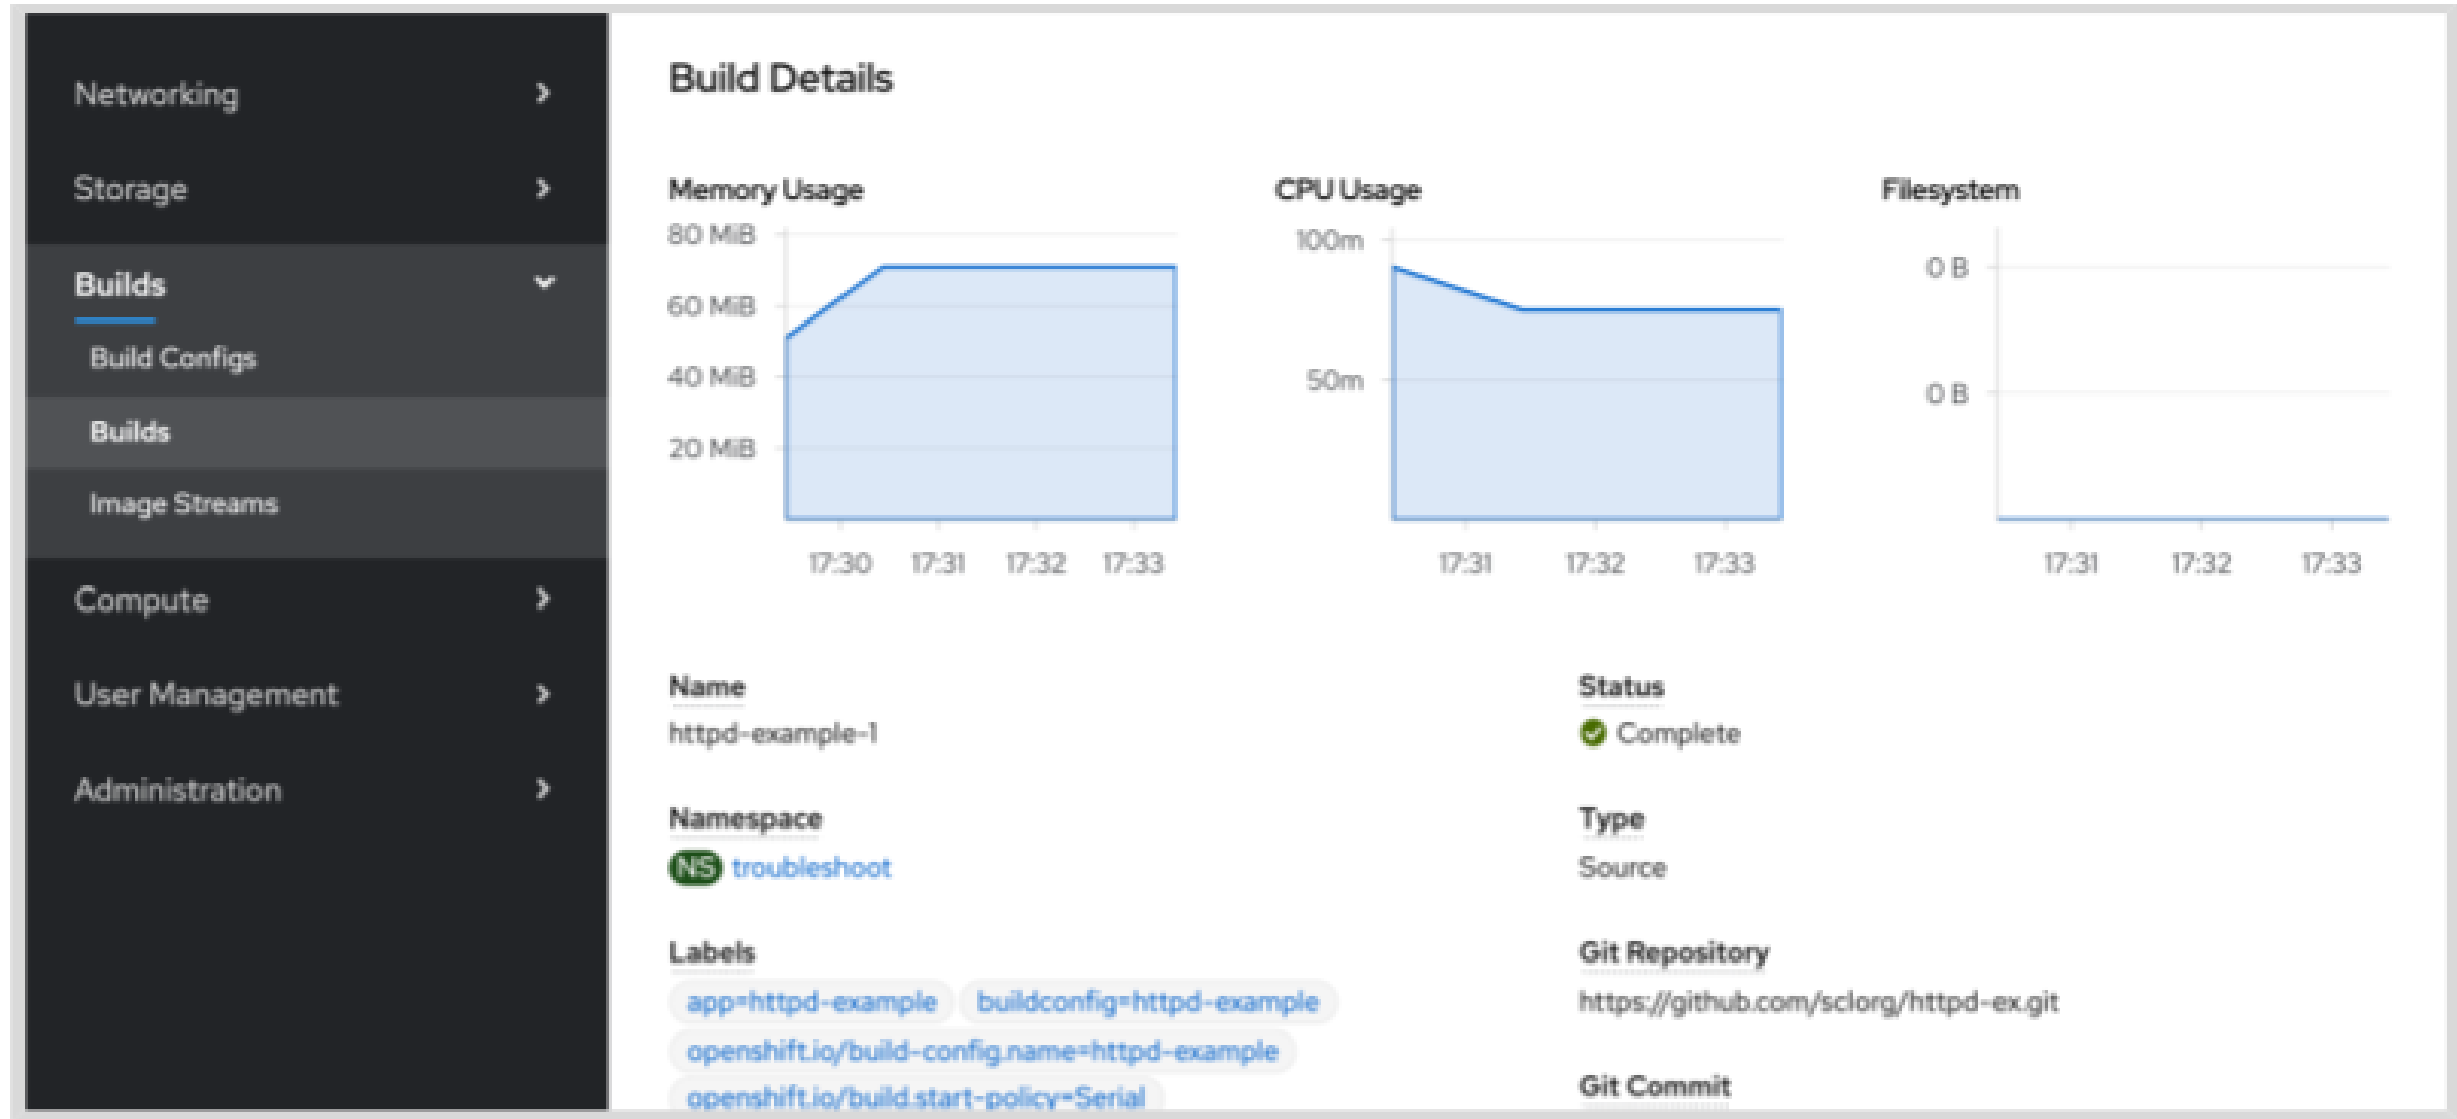 Networking
Storage
Builds
Build Configs
Builds
Image Streams
Compute
User Management
Administration
Build Details
Memory Usage
80 MiB
60 MiB
40 MiB
20 MiB
17:30 17:31 17:32 17:33
CPU Usage
100m
50m
17:31 17:32 17:33
Filesystem
0 B
0 B
17:31 17:32 17:33
Name
httpd-example-1
Namespace
NS troubleshoot
Labels
app=httpd-example buildconfig=httpd-example
openshift.io/build-config.name=httpd-example
openshift.io/build.start-policy=Serial
Status
Complete
Type
Source
Git Repository
https://github.com/sclorg/httpd-ex.git
Git Commit